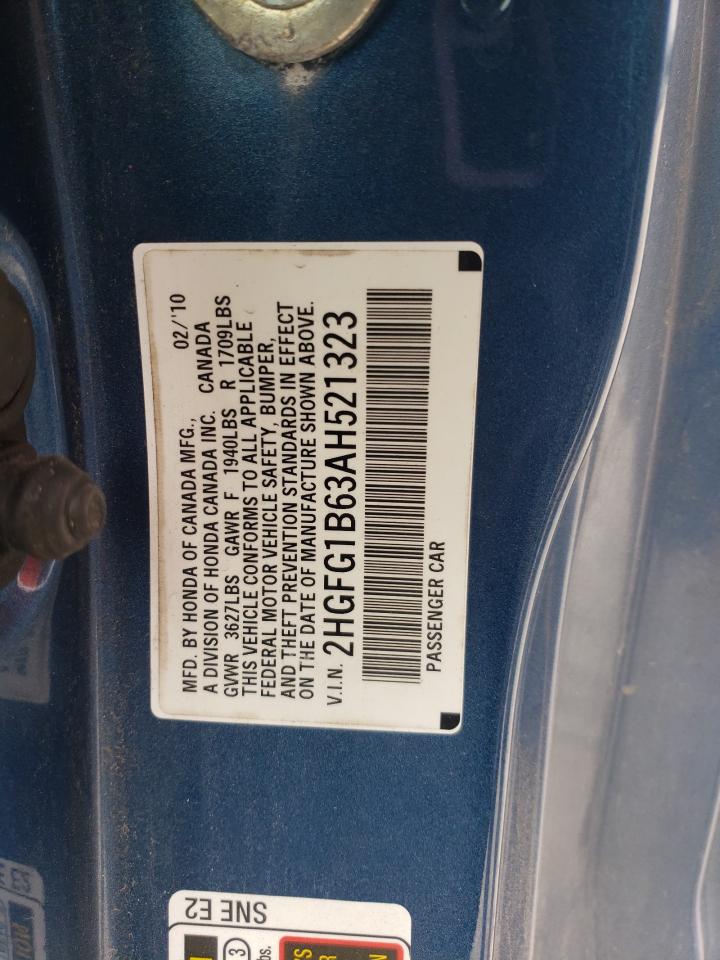 MFD. BY HONDA OF CANADA MFG., 02/'10
A DIVISION OF HONDA CANADA INC. CANADA
GVWR 3627LBS GAWR F 1940LBS R 1709LBS
THIS VEHICLE CONFORMS TO ALL APPLICABLE
FEDERAL MOTOR VEHICLE SAFETY, BUMPER,
AND THEFT PREVENTION STANDARDS IN EFFECT
ON THE DATE OF MANUFACTURE SHOWN ABOVE.
V.I.N. 2HGFG1B63AH521323
PASSENGER CAR
SNE E2
3